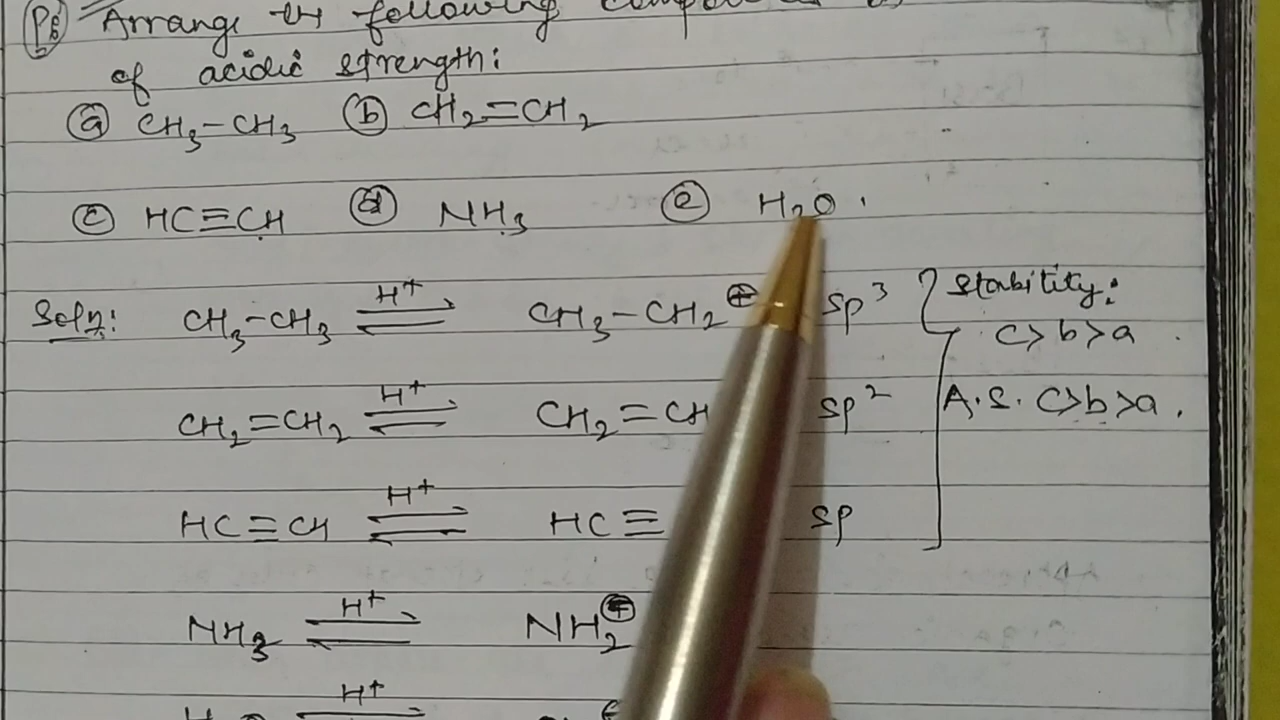 (P6) Arrange the following
of acidic strength:
(a) CH₃-CH₃ (b) CH₂=CH₂
(c) HC≡CH (d) NH₃ (e) H₂O.
Soln: CH₃-CH₃ ⇌ H⁺ CH₃-CH₂⊕ sp³ Stability:
C>b>a
CH₂=CH₂ ⇌ H⁺ CH₂=CH sp² A.S. C>b>a.
HC≡CH ⇌ H⁺ HC≡ sp
NH₃ ⇌ H⁺ NH₂⊕
H⁺